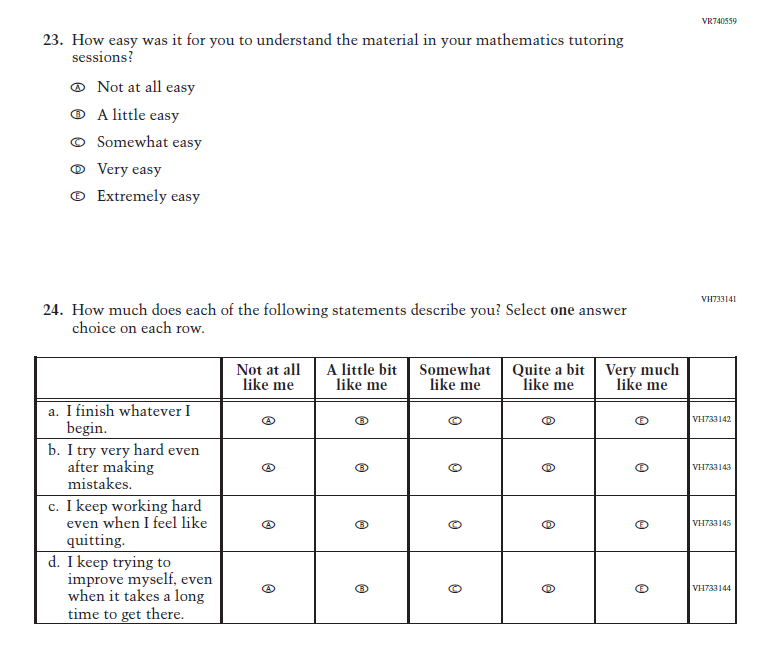 VR740559
23. How easy was it for you to understand the material in your mathematics tutoring
sessions?
Ⓐ Not at all easy
Ⓑ A little easy
Ⓒ Somewhat easy
Ⓓ Very easy
Ⓔ Extremely easy
VH733141
24. How much does each of the following statements describe you? Select one answer
choice on each row.
Not at all like me | A little bit like me | Somewhat like me | Quite a bit like me | Very much like me
a. I finish whatever I
begin.
Ⓐ Ⓑ Ⓒ Ⓓ Ⓔ VH733142
b. I try very hard even
after making
mistakes.
Ⓐ Ⓑ Ⓒ Ⓓ Ⓔ VH733143
c. I keep working hard
even when I feel like
quitting.
Ⓐ Ⓑ Ⓒ Ⓓ Ⓔ VH733145
d. I keep trying to
improve myself, even
when it takes a long
time to get there.
Ⓐ Ⓑ Ⓒ Ⓓ Ⓔ VH733144